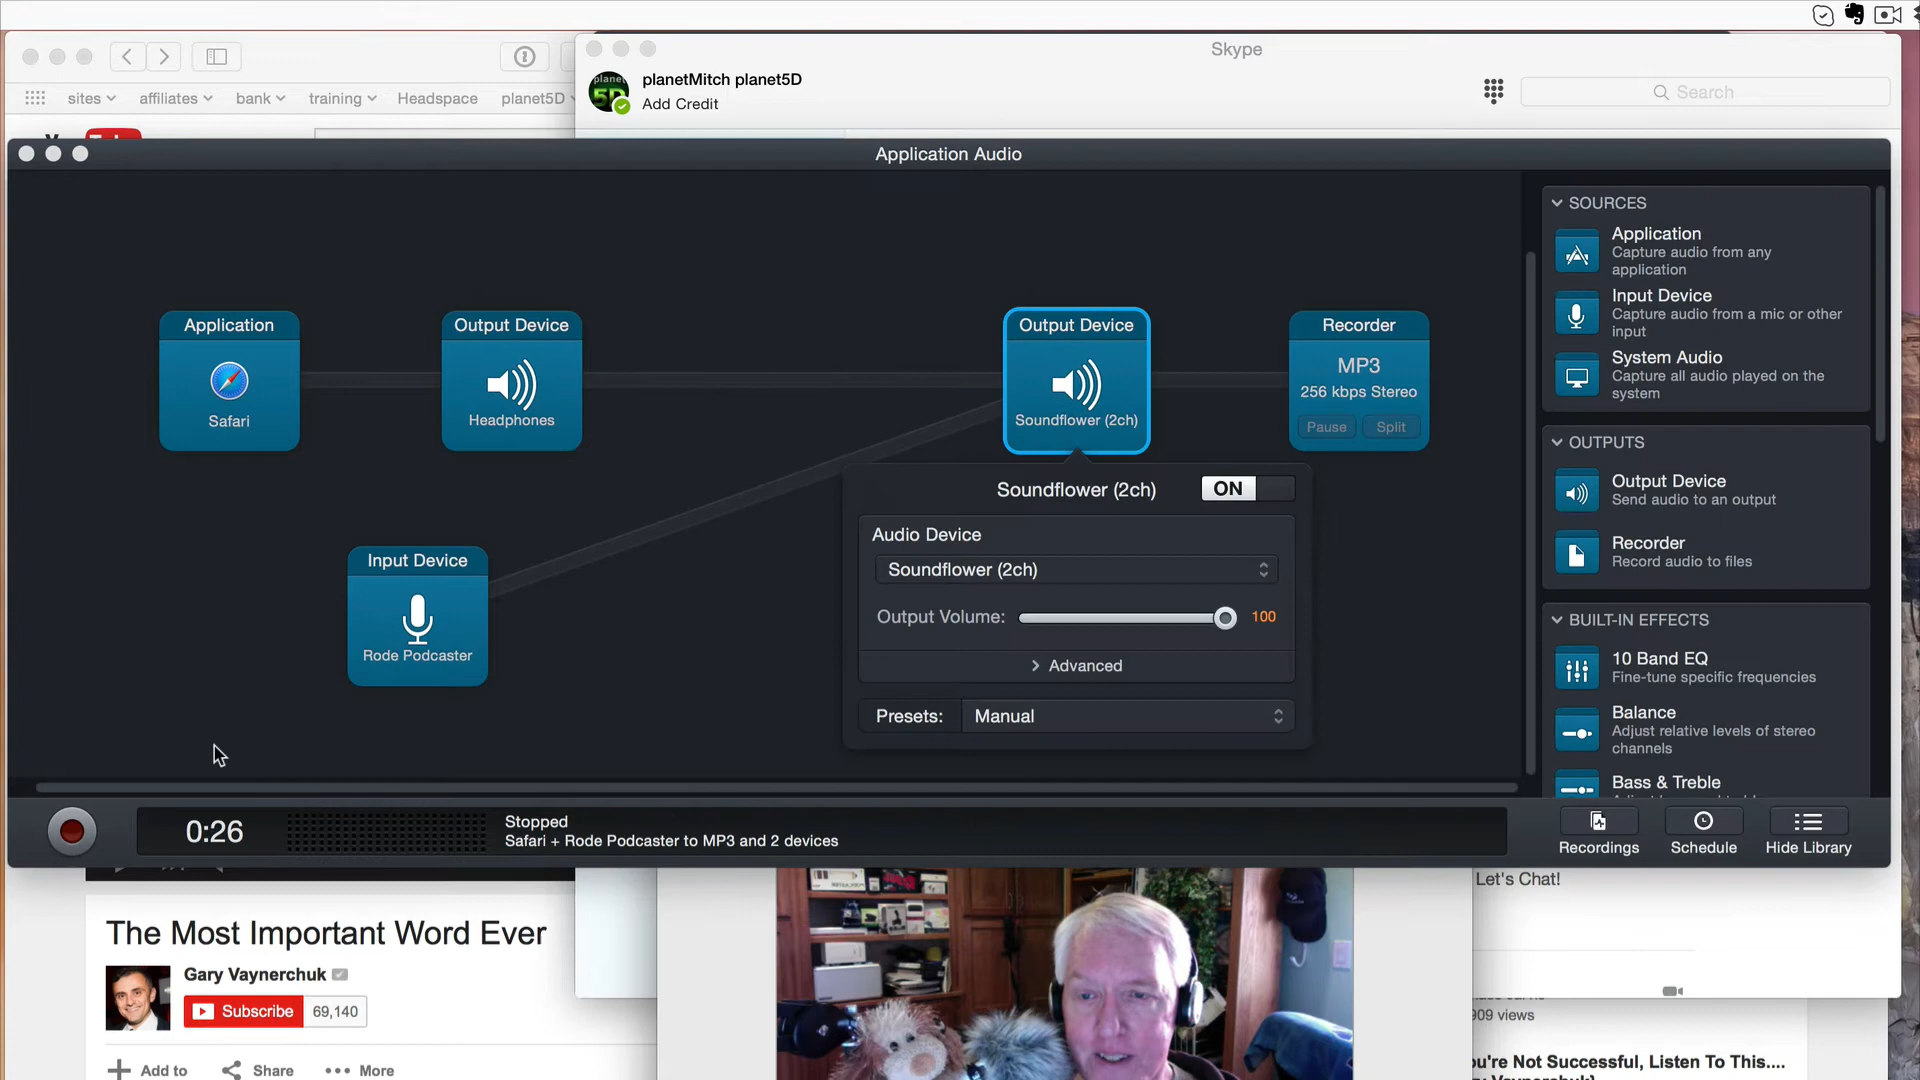 Skype
planetMitch planet5D
Add Credit
Search
sites
affiliates
bank
training
Headspace
planet5D
Application Audio
Application
Safari
Output Device
Headphones
Output Device
Soundflower (2ch)
Recorder
MP3
256 kbps Stereo
Pause
Split
Input Device
Rode Podcaster
Soundflower (2ch)
ON
Audio Device
Soundflower (2ch)
Output Volume:
100
Advanced
Presets:
Manual
SOURCES
Application
Capture audio from any
application
Input Device
Capture audio from a mic or other
input
System Audio
Capture all audio played on the
system
OUTPUTS
Output Device
Send audio to an output
Recorder
Record audio to files
BUILT-IN EFFECTS
10 Band EQ
Fine-tune specific frequencies
Balance
Adjust relative levels of stereo
channels
Bass & Treble
0:26
Stopped
Safari + Rode Podcaster to MP3 and 2 devices
Recordings
Schedule
Hide Library
Let's Chat!
The Most Important Word Ever
Gary Vaynerchuk
Subscribe
69,140
Add to
Share
More
909 views
u're Not Successful, Listen To This....